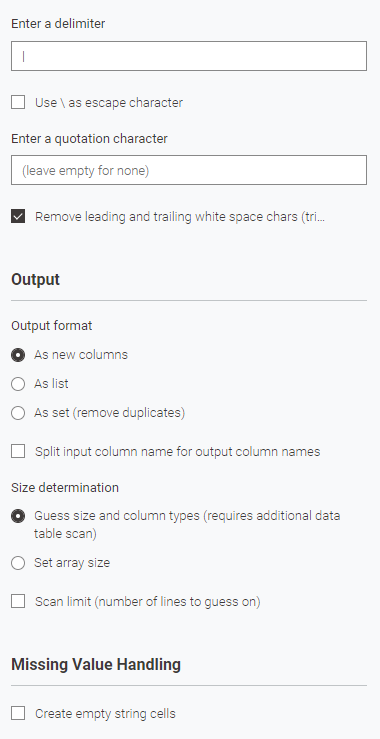 Enter a delimiter
|
Use \ as escape character
Enter a quotation character
(leave empty for none)
Remove leading and trailing white space chars (tri...
Output
Output format
As new columns
As list
As set (remove duplicates)
Split input column name for output column names
Size determination
Guess size and column types (requires additional data
table scan)
Set array size
Scan limit (number of lines to guess on)
Missing Value Handling
Create empty string cells